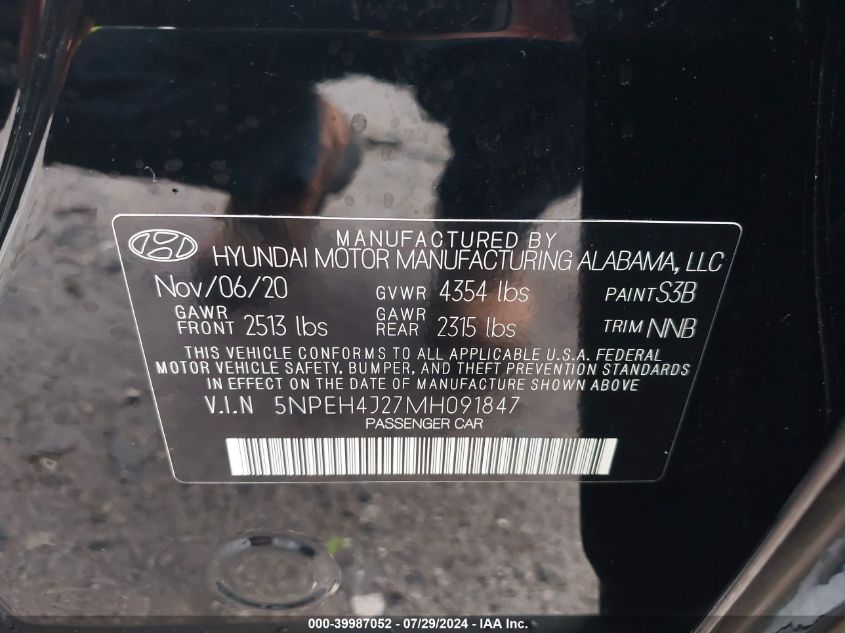 MANUFACTURED BY
HYUNDAI MOTOR MANUFACTURING ALABAMA, LLC
Nov/06/20 GVWR 4354 lbs PAINT S3B
GAWR FRONT 2513 lbs GAWR REAR 2315 lbs TRIM NNB
THIS VEHICLE CONFORMS TO ALL APPLICABLE U.S.A. FEDERAL
MOTOR VEHICLE SAFETY, BUMPER, AND THEFT PREVENTION STANDARDS
IN EFFECT ON THE DATE OF MANUFACTURE SHOWN ABOVE
V.I.N 5NPEH4J27MH091847
PASSENGER CAR
000-39987052 - 07/29/2024 - IAA Inc.